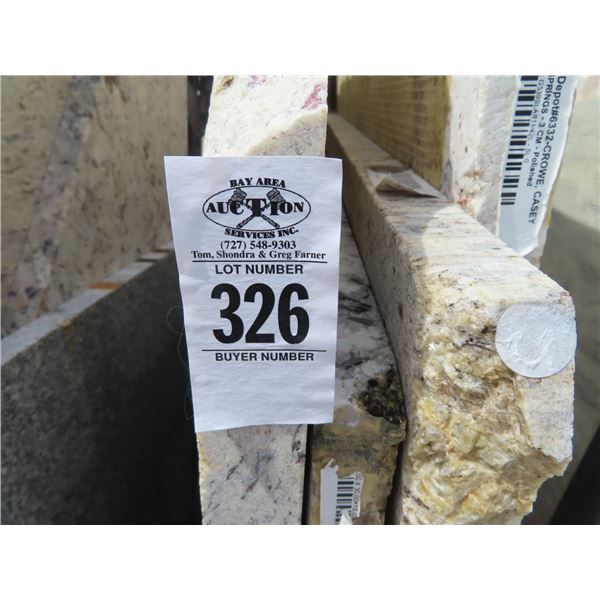 BAY AREA
AUCTION
SERVICES INC.
(727) 548-9303
Tom, Shondra & Greg Farner
LOT NUMBER
326
BUYER NUMBER
Depot#6332-CROWE, CASEY
SPRINGS - 3 CM - Polished